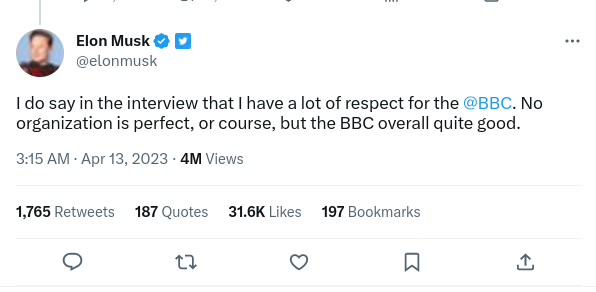 Elon Musk
@elonmusk
I do say in the interview that I have a lot of respect for the @BBC. No
organization is perfect, or course, but the BBC overall quite good.
3:15 AM · Apr 13, 2023 · 4M Views
1,765 Retweets 187 Quotes 31.6K Likes 197 Bookmarks